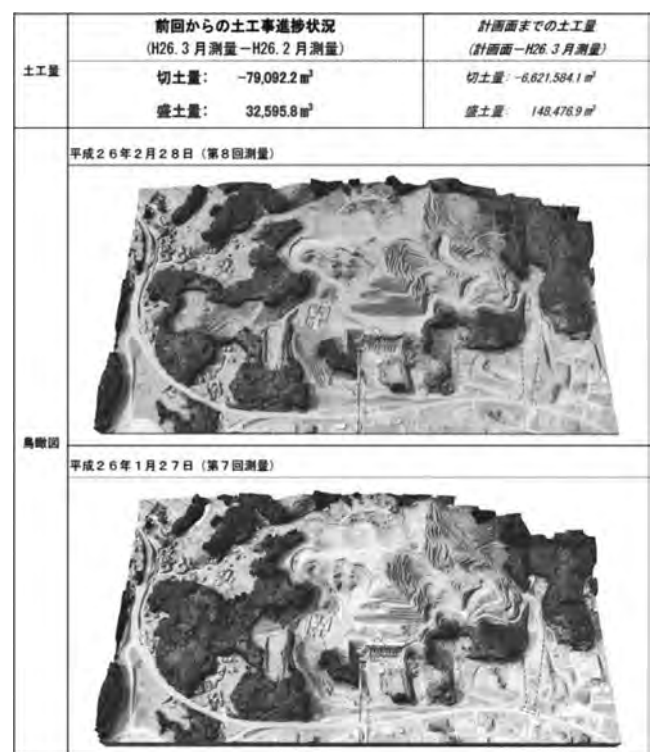 土工量
前回からの土工事進捗状況
(H26.3月測量－H26.2月測量)
計画面までの土工量
(計画面－H26.3月測量)
切土量: -79,092.2㎥
切土量: -6,621,584.1㎥
盛土量: 32,595.8㎥
盛土量: 148,476.9㎥
鳥瞰図
平成26年2月28日（第8回測量）
平成26年1月27日（第7回測量）